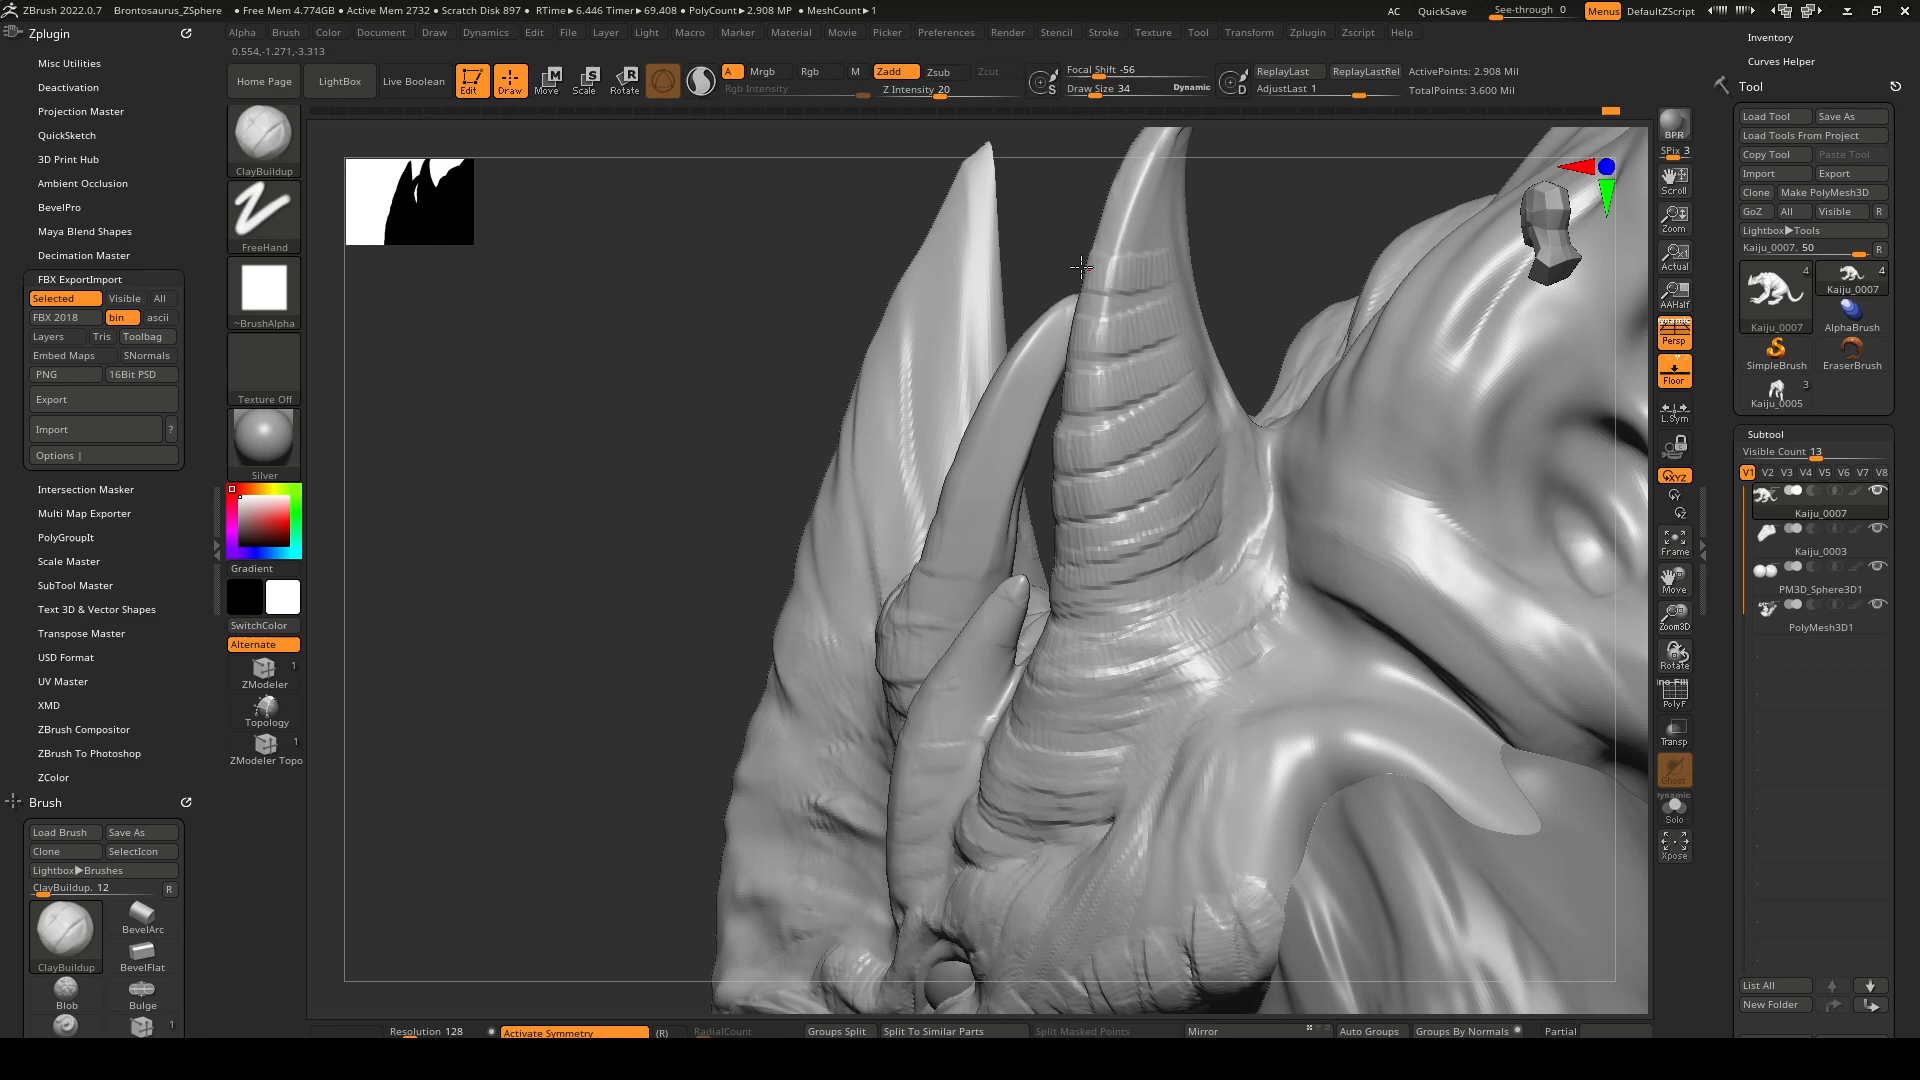 ZBrush 2022.0.7 Brontosaurus_ZSphere • Free Mem 4.774GB • Active Mem 2732 • Scratch Disk 897 • RTime▶6.446 Timer▶69.408 • PolyCount▶2.908 MP • MeshCount▶1 AC QuickSave See-through 0 Menus DefaultZScript
Zplugin
Alpha Brush Color Document Draw Dynamics Edit File Layer Light Macro Marker Material Movie Picker Preferences Render Stencil Stroke Texture Tool Transform Zplugin Zscript Help
0.554,-1.271,-3.313
Home Page LightBox Live Boolean Edit Draw Move Scale Rotate
A Mrgb Rgb M Zadd Zsub Zcut
Rgb Intensity Z Intensity 20
S Focal Shift -56
Draw Size 34 Dynamic
D ReplayLast ReplayLastRel ActivePoints: 2.908 Mil
AdjustLast 1 TotalPoints: 3.600 Mil
Misc Utilities
Deactivation
Projection Master
QuickSketch
3D Print Hub
Ambient Occlusion
BevelPro
Maya Blend Shapes
Decimation Master
FBX ExportImport
Selected Visible All
FBX 2018 bin ascii
Layers Tris Toolbag
Embed Maps SNormals
PNG 16Bit PSD
Export
Import ?
Options |
Intersection Masker
Multi Map Exporter
PolyGroupIt
Scale Master
SubTool Master
Text 3D & Vector Shapes
Transpose Master
USD Format
UV Master
XMD
ZBrush Compositor
ZBrush To Photoshop
ZColor
Brush
Load Brush Save As
Clone SelectIcon
Lightbox▶Brushes
ClayBuildup. 12 R
BevelArc
ClayBuildup BevelFlat
Blob Bulge
1
ClayBuildup
FreeHand
~BrushAlpha
Texture Off
Silver
Gradient
SwitchColor
Alternate
1
ZModeler
Topology
1
ZModeler Topo
BPR
SPix 3
Scroll
Zoom
Actual
AAHalf
Dynamic
Persp
Floor
L.Sym
XYZ
Y
Z
Frame
Move
Zoom3D
Rotate
PolyF
Transp
Ghost
Dynamic
Solo
Xpose
Inventory
Curves Helper
Tool
Load Tool Save As
Load Tools From Project
Copy Tool Paste Tool
Import Export
Clone Make PolyMesh3D
GoZ All Visible R
Lightbox▶Tools
Kaiju_0007. 50 R
4 4
Kaiju_0007
Kaiju_0007 AlphaBrush
SimpleBrush EraserBrush
3
Kaiju_0005
Subtool
Visible Count 13
V1 V2 V3 V4 V5 V6 V7 V8
Kaiju_0007
Kaiju_0003
PM3D_Sphere3D1
PolyMesh3D1
List All
New Folder
Resolution 128 Activate Symmetry (R) RadialCount Groups Split Split To Similar Parts Split Masked Points Mirror Auto Groups Groups By Normals Partial